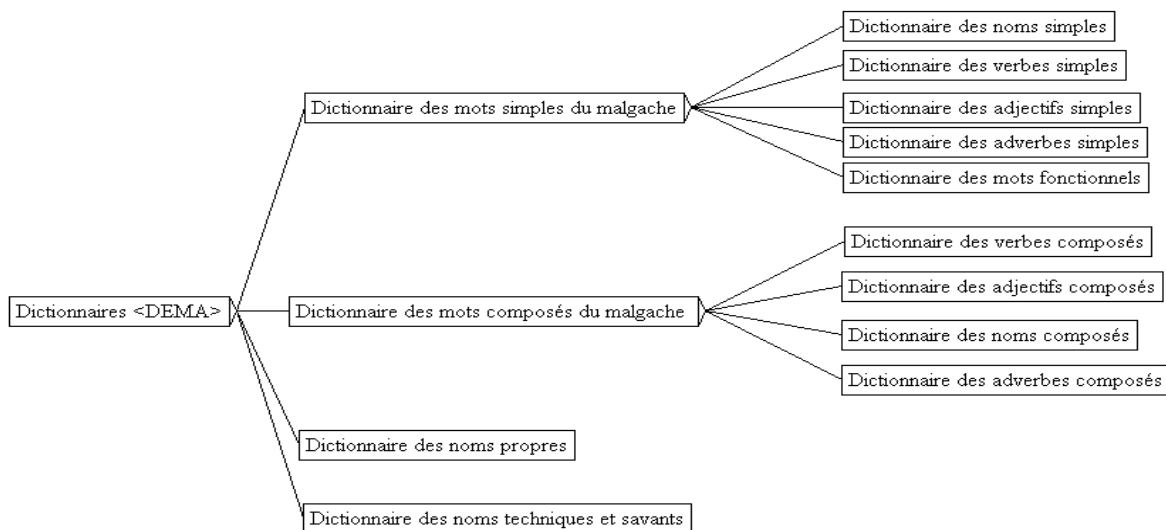 Dictionnaire des noms simples
Dictionnaire des verbes simples
Dictionnaire des mots simples du malgache
Dictionnaire des adjectifs simples
Dictionnaire des adverbes simples
Dictionnaire des mots fonctionnels
Dictionnaire des verbes composés
Dictionnaire des adjectifs composés
Dictionnaires <DEMA>
Dictionnaire des mots composés du malgache
Dictionnaire des noms composés
Dictionnaire des adverbes composés
Dictionnaire des noms propres
Dictionnaire des noms techniques et savants